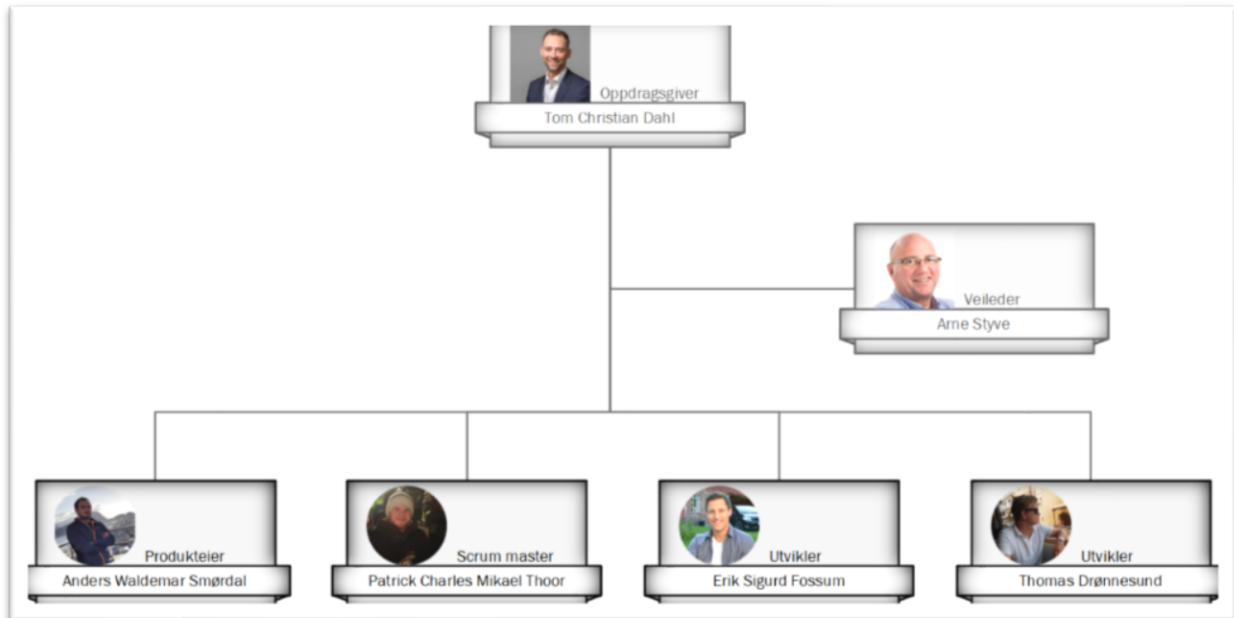 Oppdragsgiver
Tom Christian Dahl
Veileder
Arne Styve
Produkteier
Anders Waldemar Smørdal
Scrum master
Patrick Charles Mikael Thoor
Utvikler
Erik Sigurd Fossum
Utvikler
Thomas Drønnesund